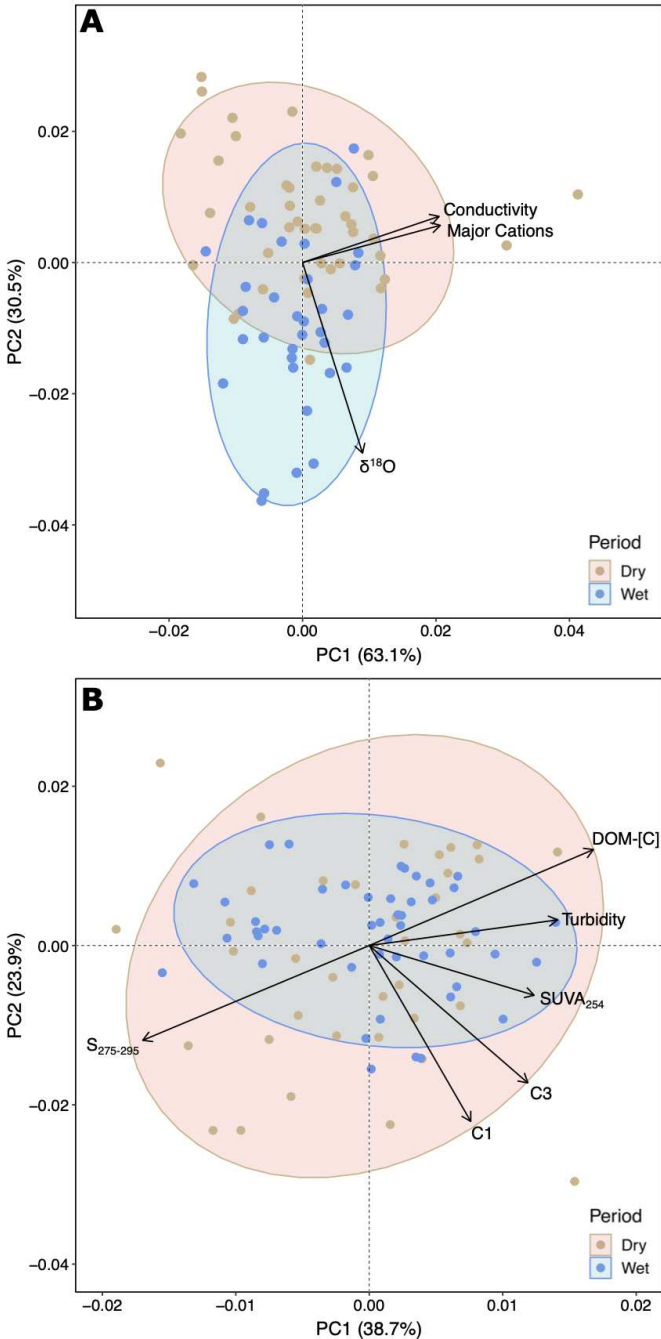 A
0.02
Conductivity
Major Cations
0.00
PC2 (30.5%)
−0.02
δ¹⁸O
−0.04
Period
Dry
Wet
−0.02
0.00
0.02
0.04
PC1 (63.1%)
B
0.02
DOM-[C]
Turbidity
0.00
PC2 (23.9%)
SUVA₂₅₄
S₂₇₅₋₂₉₅
C3
−0.02
C1
Period
Dry
Wet
−0.04
−0.02
−0.01
0.00
0.01
0.02
PC1 (38.7%)